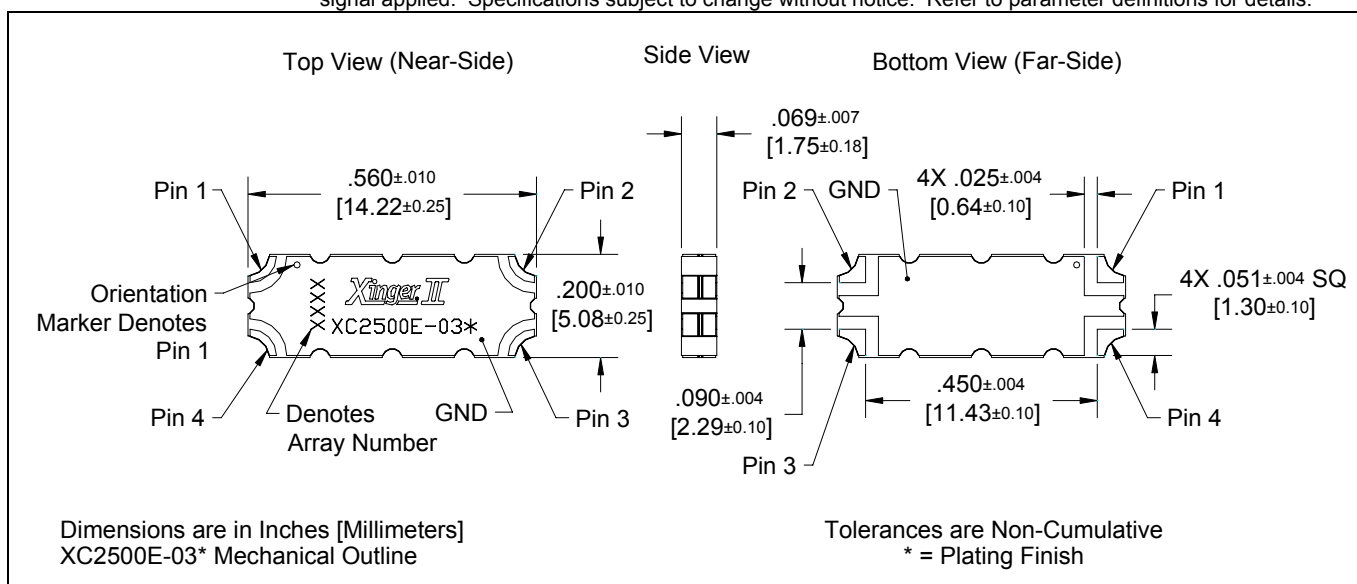 signal applied. Specifications subject to change without notice. Refer to parameter definitions for details.
Top View (Near-Side)
Side View
Bottom View (Far-Side)
.069±.007
[1.75±0.18]
Pin 1
.560±.010
[14.22±0.25]
Pin 2
Pin 2
GND
4X .025±.004
[0.64±0.10]
Pin 1
Orientation
Marker Denotes
Pin 1
XXXX
Xinger II
XC2500E-03*
.200±.010
[5.08±0.25]
4X .051±.004 SQ
[1.30±0.10]
Pin 4
Denotes
Array Number
GND
Pin 3
.090±.004
[2.29±0.10]
Pin 3
.450±.004
[11.43±0.10]
Pin 4
Dimensions are in Inches [Millimeters]
XC2500E-03* Mechanical Outline
Tolerances are Non-Cumulative
* = Plating Finish